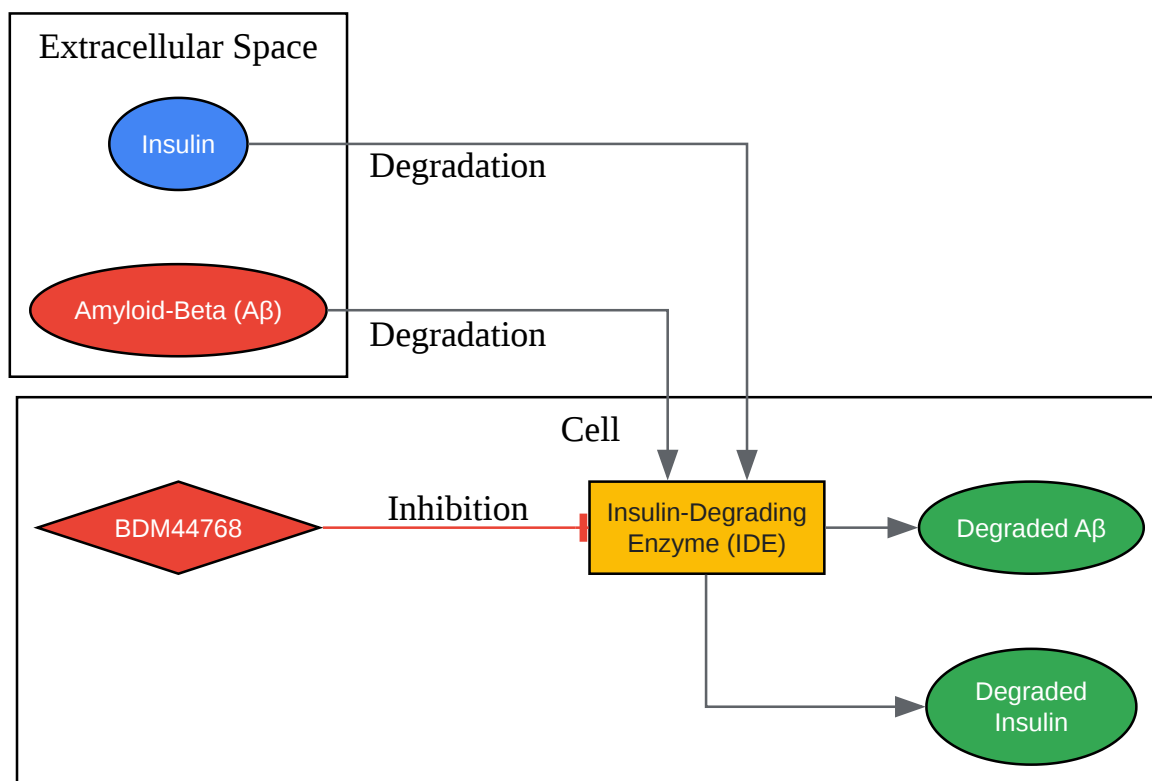 Extracellular Space
Insulin
Degradation
Amyloid-Beta (Aβ)
Degradation
Cell
BDM44768
Inhibition
Insulin-Degrading
Enzyme (IDE)
Degraded Aβ
Degraded
Insulin